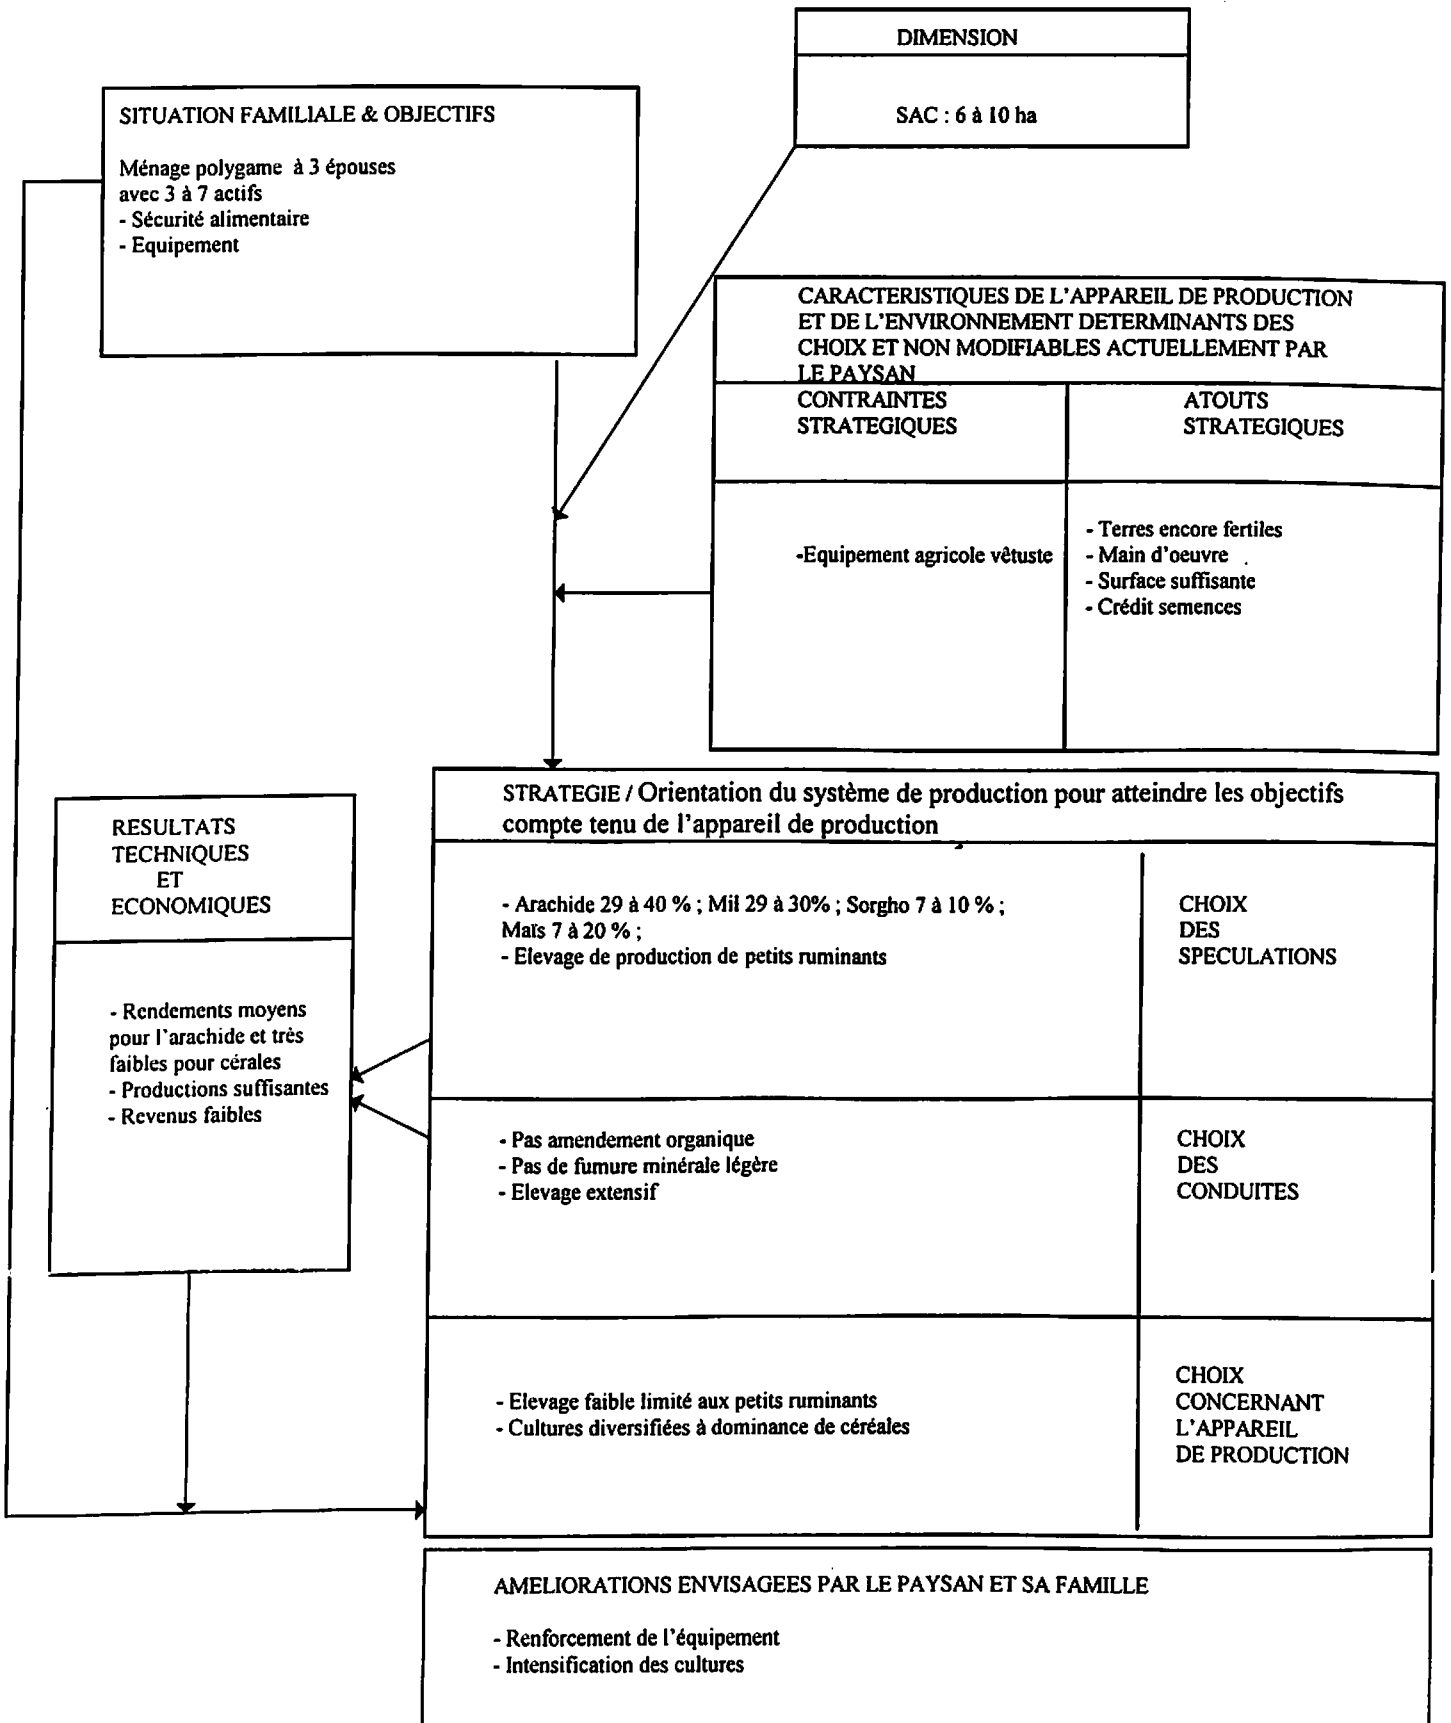 DIMENSION
SAC : 6 à 10 ha
SITUATION FAMILIALE & OBJECTIFS
Ménage polygame à 3 épouses
avec 3 à 7 actifs
- Sécurité alimentaire
- Equipement
CARACTERISTIQUES DE L'APPAREIL DE PRODUCTION
ET DE L'ENVIRONNEMENT DETERMINANTS DES
CHOIX ET NON MODIFIABLES ACTUELLEMENT PAR
LE PAYSAN
CONTRAINTES
STRATEGIQUES
ATOUTS
STRATEGIQUES
-Equipement agricole vêtuste
- Terres encore fertiles
- Main d'oeuvre
- Surface suffisante
- Crédit semences
STRATEGIE / Orientation du système de production pour atteindre les objectifs
compte tenu de l'appareil de production
- Arachide 29 à 40 % ; Mil 29 à 30% ; Sorgho 7 à 10 % ;
Maïs 7 à 20 % ;
- Elevage de production de petits ruminants
CHOIX
DES
SPECULATIONS
RESULTATS
TECHNIQUES
ET
ECONOMIQUES
- Rendements moyens
pour l'arachide et très
faibles pour cérales
- Productions suffisantes
- Revenus faibles
- Pas amendement organique
- Pas de fumure minérale légère
- Elevage extensif
CHOIX
DES
CONDUITES
- Elevage faible limité aux petits ruminants
- Cultures diversifiées à dominance de céréales
CHOIX
CONCERNANT
L'APPAREIL
DE PRODUCTION
AMELIORATIONS ENVISAGEES PAR LE PAYSAN ET SA FAMILLE
- Renforcement de l'équipement
- Intensification des cultures